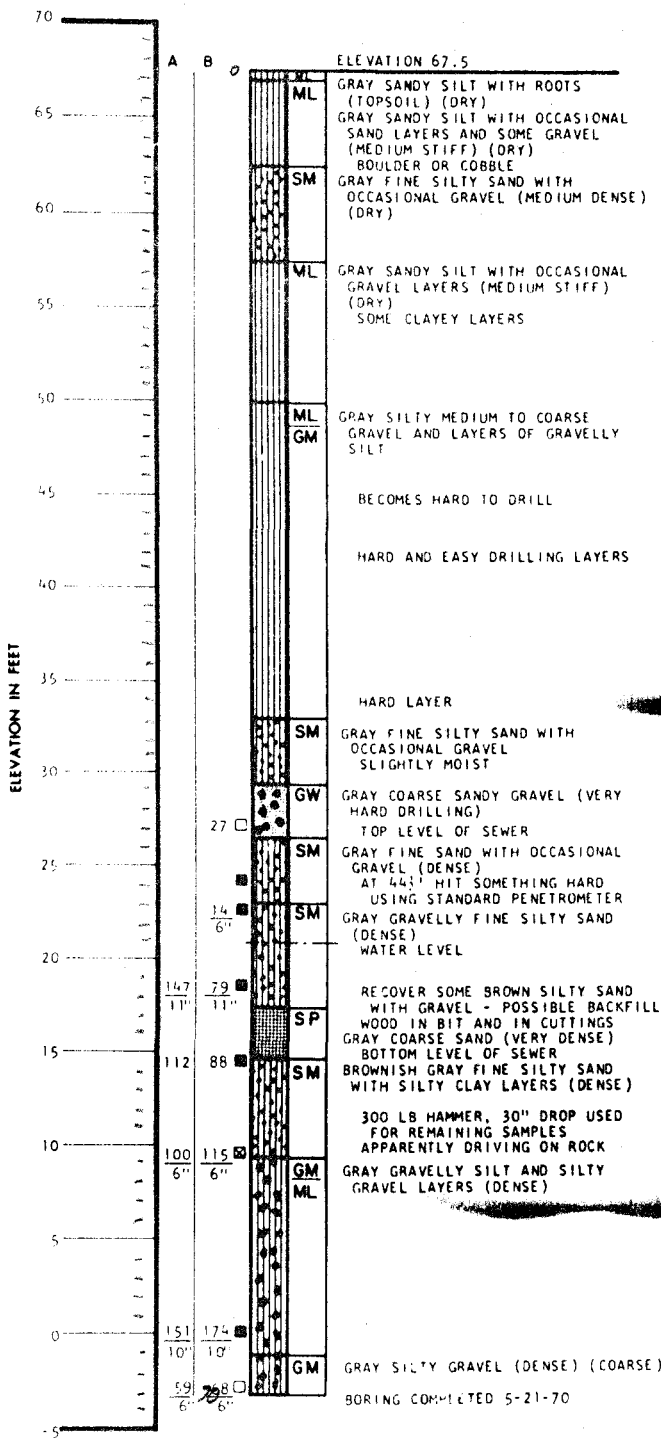 70
A B
0
ELEVATION 67.5
ML
ML
GRAY SANDY SILT WITH ROOTS
(TOPSOIL) (DRY)
65
GRAY SANDY SILT WITH OCCASIONAL
SAND LAYERS AND SOME GRAVEL
(MEDIUM STIFF) (DRY)
BOULDER OR COBBLE
SM
GRAY FINE SILTY SAND WITH
OCCASIONAL GRAVEL (MEDIUM DENSE)
(DRY)
60
ML
GRAY SANDY SILT WITH OCCASIONAL
GRAVEL LAYERS (MEDIUM STIFF)
(DRY)
SOME CLAYEY LAYERS
55
50
ML
GM
GRAY SILTY MEDIUM TO COARSE
GRAVEL AND LAYERS OF GRAVELLY
SILT
45
BECOMES HARD TO DRILL
HARD AND EASY DRILLING LAYERS
40
ELEVATION IN FEET
35
HARD LAYER
SM
GRAY FINE SILTY SAND WITH
OCCASIONAL GRAVEL
SLIGHTLY MOIST
30
GW
GRAY COARSE SANDY GRAVEL (VERY
HARD DRILLING)
27
TOP LEVEL OF SEWER
SM
GRAY FINE SAND WITH OCCASIONAL
GRAVEL (DENSE)
25
AT 44½' HIT SOMETHING HARD
USING STANDARD PENETROMETER
14
6"
SM
GRAY GRAVELLY FINE SILTY SAND
(DENSE)
WATER LEVEL
20
147 79
11" 11"
RECOVER SOME BROWN SILTY SAND
WITH GRAVEL - POSSIBLE BACKFILL
WOOD IN BIT AND IN CUTTINGS
SP
GRAY COARSE SAND (VERY DENSE)
15
BOTTOM LEVEL OF SEWER
112 88
SM
BROWNISH GRAY FINE SILTY SAND
WITH SILTY CLAY LAYERS (DENSE)
300 LB HAMMER, 30" DROP USED
FOR REMAINING SAMPLES
10
APPARENTLY DRIVING ON ROCK
100 115
6" 6"
GM
ML
GRAY GRAVELLY SILT AND SILTY
GRAVEL LAYERS (DENSE)
5
0
151 174
10" 10"
GM
GRAY SILTY GRAVEL (DENSE) (COARSE)
59 68
6" 6"
BORING COMPLETED 5-21-70
-5